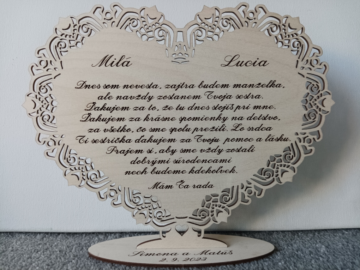 Milá Lucia
Dnes som nevesta, zajtra budem manželka,
ale navždy zostanem Tvoja sestra.
Ďakujem za to, že tu dnes stojíš pri mne.
Ďakujem za krásne spomienky na detstvo,
za všetko, čo sme spolu prežili. Zo srdca
Ti sestrička ďakujem za Tvoju pomoc a lásku.
Prajem si, aby sme vždy zostali
dobrými súrodencami
nech budeme kdekoľvek.
Mám Ťa rada
Simona a Matúš
2. 9. 2022